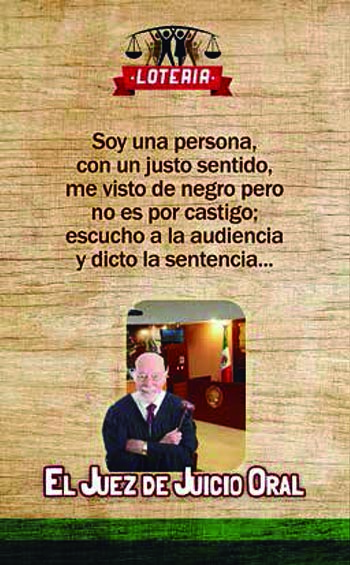 LOTERIA
Soy una persona,
con un justo sentido,
me visto de negro pero
no es por castigo;
escucho a la audiencia
y dicto la sentencia...
EL JUEZ DE JUICIO ORAL